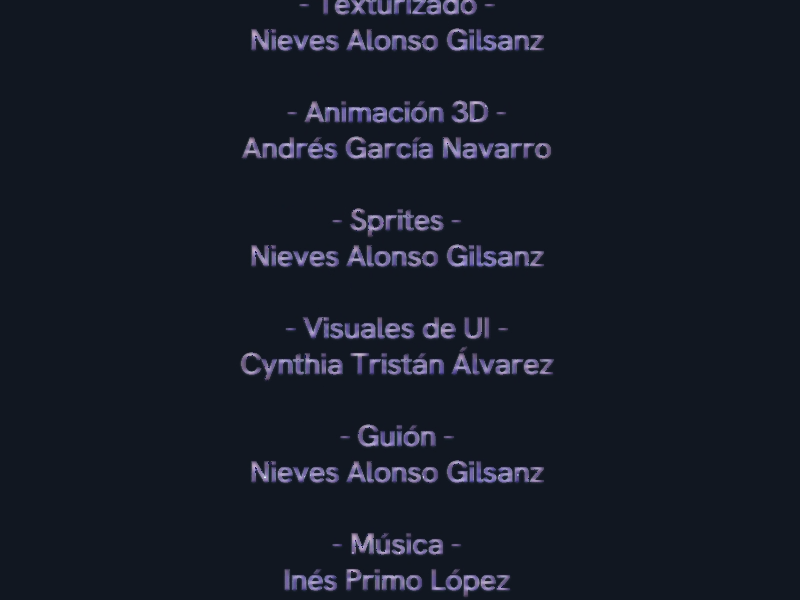 - Texturizado -
Nieves Alonso Gilsanz
- Animación 3D -
Andrés García Navarro
- Sprites -
Nieves Alonso Gilsanz
- Visuales de UI -
Cynthia Tristán Álvarez
- Guión -
Nieves Alonso Gilsanz
- Música -
Inés Primo López